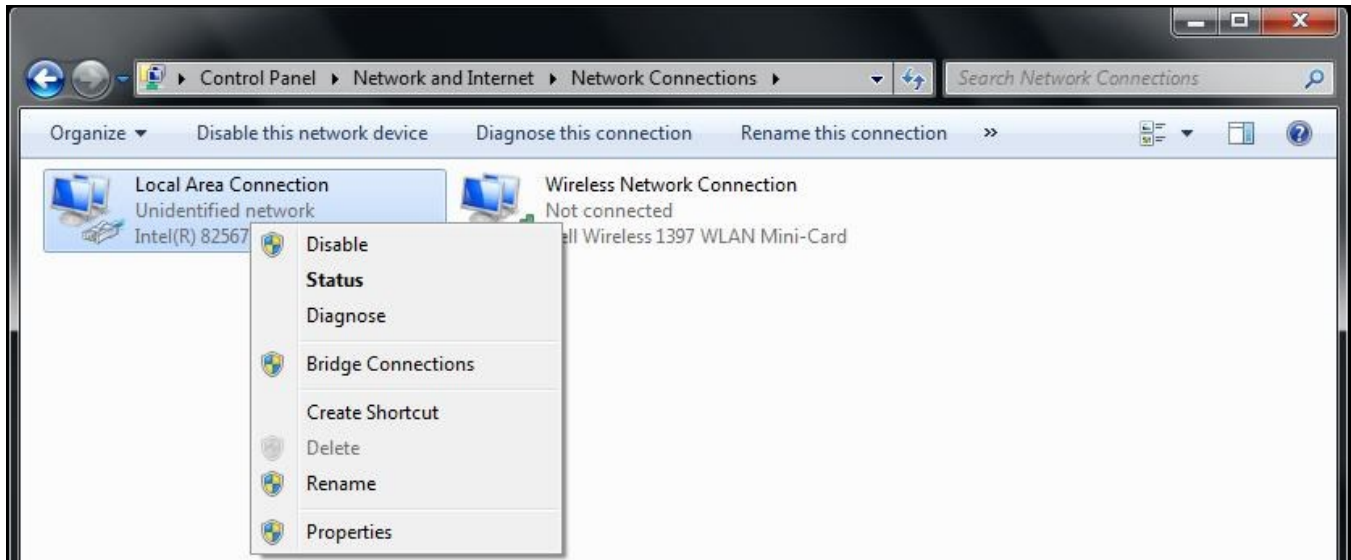 Control Panel ▸ Network and Internet ▸ Network Connections ▸ Search Network Connections
Organize Disable this network device Diagnose this connection Rename this connection »
Local Area Connection
Unidentified network
Intel(R) 82567
Wireless Network Connection
Not connected
ell Wireless 1397 WLAN Mini-Card
Disable
Status
Diagnose
Bridge Connections
Create Shortcut
Delete
Rename
Properties